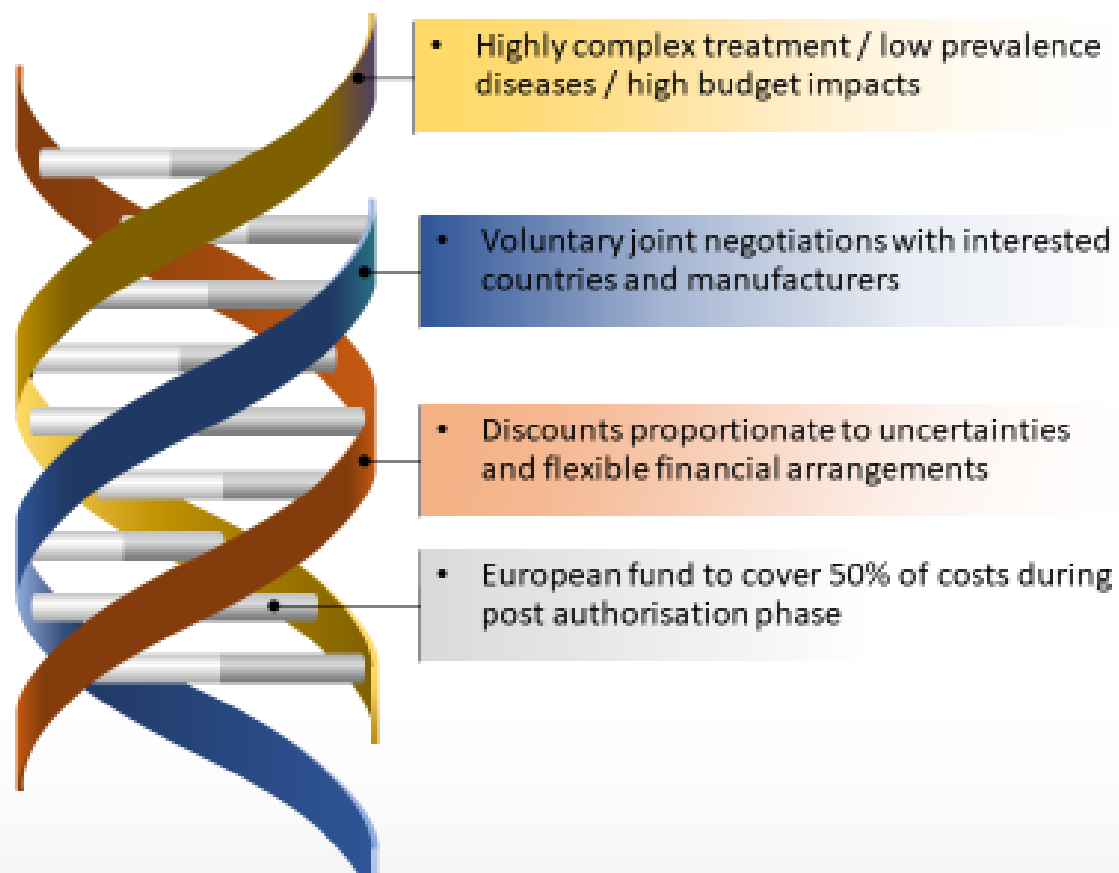 • Highly complex treatment / low prevalence
diseases / high budget impacts
• Voluntary joint negotiations with interested
countries and manufacturers
• Discounts proportionate to uncertainties
and flexible financial arrangements
• European fund to cover 50% of costs during
post authorisation phase